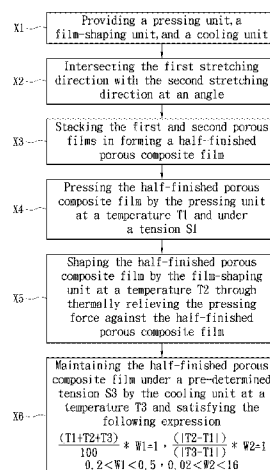 X1
Providing a pressing unit, a
film-shaping unit, and a cooling unit
X2
Intersecting the first stretching
direction with the second stretching
direction at an angle
X3
Stacking the first and second porous
films in forming a half-finished
porous composite film
X4
Pressing the half-finished porous
composite film by the pressing unit
at a temperature T1 and under
a tension S1
X5
Shaping the half-finished porous
composite film by the film-shaping
unit at a temperature T2 through
thermally relieving the pressing
force against the half-finished
porous composite film
X6
Maintaining the half-finished porous
composite film under a pre-determined
tension S3 by the cooling unit at a
temperature T3 and satisfying the
following expression
(T1+T2+T3)/100 * W1=1, (|T2-T1|)/(|T3-T1|) * W2=1
0.2<W1<0.5, 0.02<W2<16